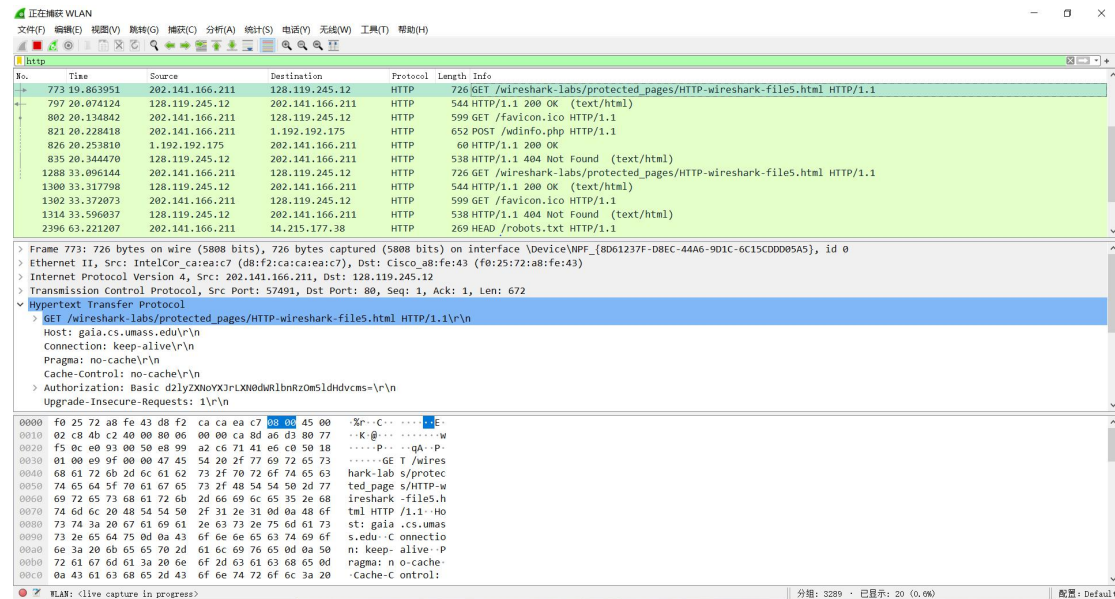 正在捕获 WLAN
文件(F) 编辑(E) 视图(V) 跳转(G) 捕获(C) 分析(A) 统计(S) 电话(Y) 无线(W) 工具(T) 帮助(H)
http
No. Time Source Destination Protocol Length Info
773 19.863951 202.141.166.211 128.119.245.12 HTTP 726 GET /wireshark-labs/protected_pages/HTTP-wireshark-file5.html HTTP/1.1
797 20.074124 128.119.245.12 202.141.166.211 HTTP 544 HTTP/1.1 200 OK (text/html)
802 20.134842 202.141.166.211 128.119.245.12 HTTP 599 GET /favicon.ico HTTP/1.1
821 20.228418 202.141.166.211 1.192.192.175 HTTP 652 POST /wdinfo.php HTTP/1.1
826 20.253810 1.192.192.175 202.141.166.211 HTTP 60 HTTP/1.1 200 OK
835 20.344470 128.119.245.12 202.141.166.211 HTTP 538 HTTP/1.1 404 Not Found (text/html)
1288 33.096144 202.141.166.211 128.119.245.12 HTTP 726 GET /wireshark-labs/protected_pages/HTTP-wireshark-file5.html HTTP/1.1
1300 33.317798 128.119.245.12 202.141.166.211 HTTP 544 HTTP/1.1 200 OK (text/html)
1302 33.372073 202.141.166.211 128.119.245.12 HTTP 599 GET /favicon.ico HTTP/1.1
1314 33.596037 128.119.245.12 202.141.166.211 HTTP 538 HTTP/1.1 404 Not Found (text/html)
2396 63.221207 202.141.166.211 14.215.177.38 HTTP 269 HEAD /robots.txt HTTP/1.1
Frame 773: 726 bytes on wire (5808 bits), 726 bytes captured (5808 bits) on interface \Device\NPF_{8D61237F-D8EC-44A6-9D1C-6C15CDDD05A5}, id 0
Ethernet II, Src: IntelCor_ca:ea:c7 (d8:f2:ca:ca:ea:c7), Dst: Cisco_a8:fe:43 (f0:25:72:a8:fe:43)
Internet Protocol Version 4, Src: 202.141.166.211, Dst: 128.119.245.12
Transmission Control Protocol, Src Port: 57491, Dst Port: 80, Seq: 1, Ack: 1, Len: 672
Hypertext Transfer Protocol
GET /wireshark-labs/protected_pages/HTTP-wireshark-file5.html HTTP/1.1\r\n
Host: gaia.cs.umass.edu\r\n
Connection: keep-alive\r\n
Pragma: no-cache\r\n
Cache-Control: no-cache\r\n
Authorization: Basic d2lyZXNoYXJrLXN0dWRlbnRzOm5ldHdvcms=\r\n
Upgrade-Insecure-Requests: 1\r\n
0000 f0 25 72 a8 fe 43 d8 f2 ca ca ea c7 08 00 45 00 ·%r··C·· ······E·
0010 02 c8 4b c2 40 00 80 06 00 00 ca 8d a6 d3 80 77 ··K·@··· ·······w
0020 f5 0c e0 93 00 50 e8 99 a2 c6 71 41 e6 c0 50 18 ·····P·· ··qA··P·
0030 01 00 e9 9f 00 00 47 45 54 20 2f 77 69 72 65 73 ······GE T /wires
0040 68 61 72 6b 2d 6c 61 62 73 2f 70 72 6f 74 65 63 hark-lab s/protec
0050 74 65 64 5f 70 61 67 65 73 2f 48 54 54 50 2d 77 ted_page s/HTTP-w
0060 69 72 65 73 68 61 72 6b 2d 66 69 6c 65 35 2e 68 ireshark -file5.h
0070 74 6d 6c 20 48 54 54 50 2f 31 2e 31 0d 0a 48 6f tml HTTP /1.1··Ho
0080 73 74 3a 20 67 61 69 61 2e 63 73 2e 75 6d 61 73 st: gaia .cs.umas
0090 73 2e 65 64 75 0d 0a 43 6f 6e 6e 65 63 74 69 6f s.edu··C onnectio
00a0 6e 3a 20 6b 65 65 70 2d 61 6c 69 76 65 0d 0a 50 n: keep- alive··P
00b0 72 61 67 6d 61 3a 20 6e 6f 2d 63 61 63 68 65 0d ragma: n o-cache·
00c0 0a 43 61 63 68 65 2d 43 6f 6e 74 72 6f 6c 3a 20 ·Cache-C ontrol:
WLAN: <live capture in progress> 分组: 3289 · 已显示: 20 (0.6%) 配置: Defaul